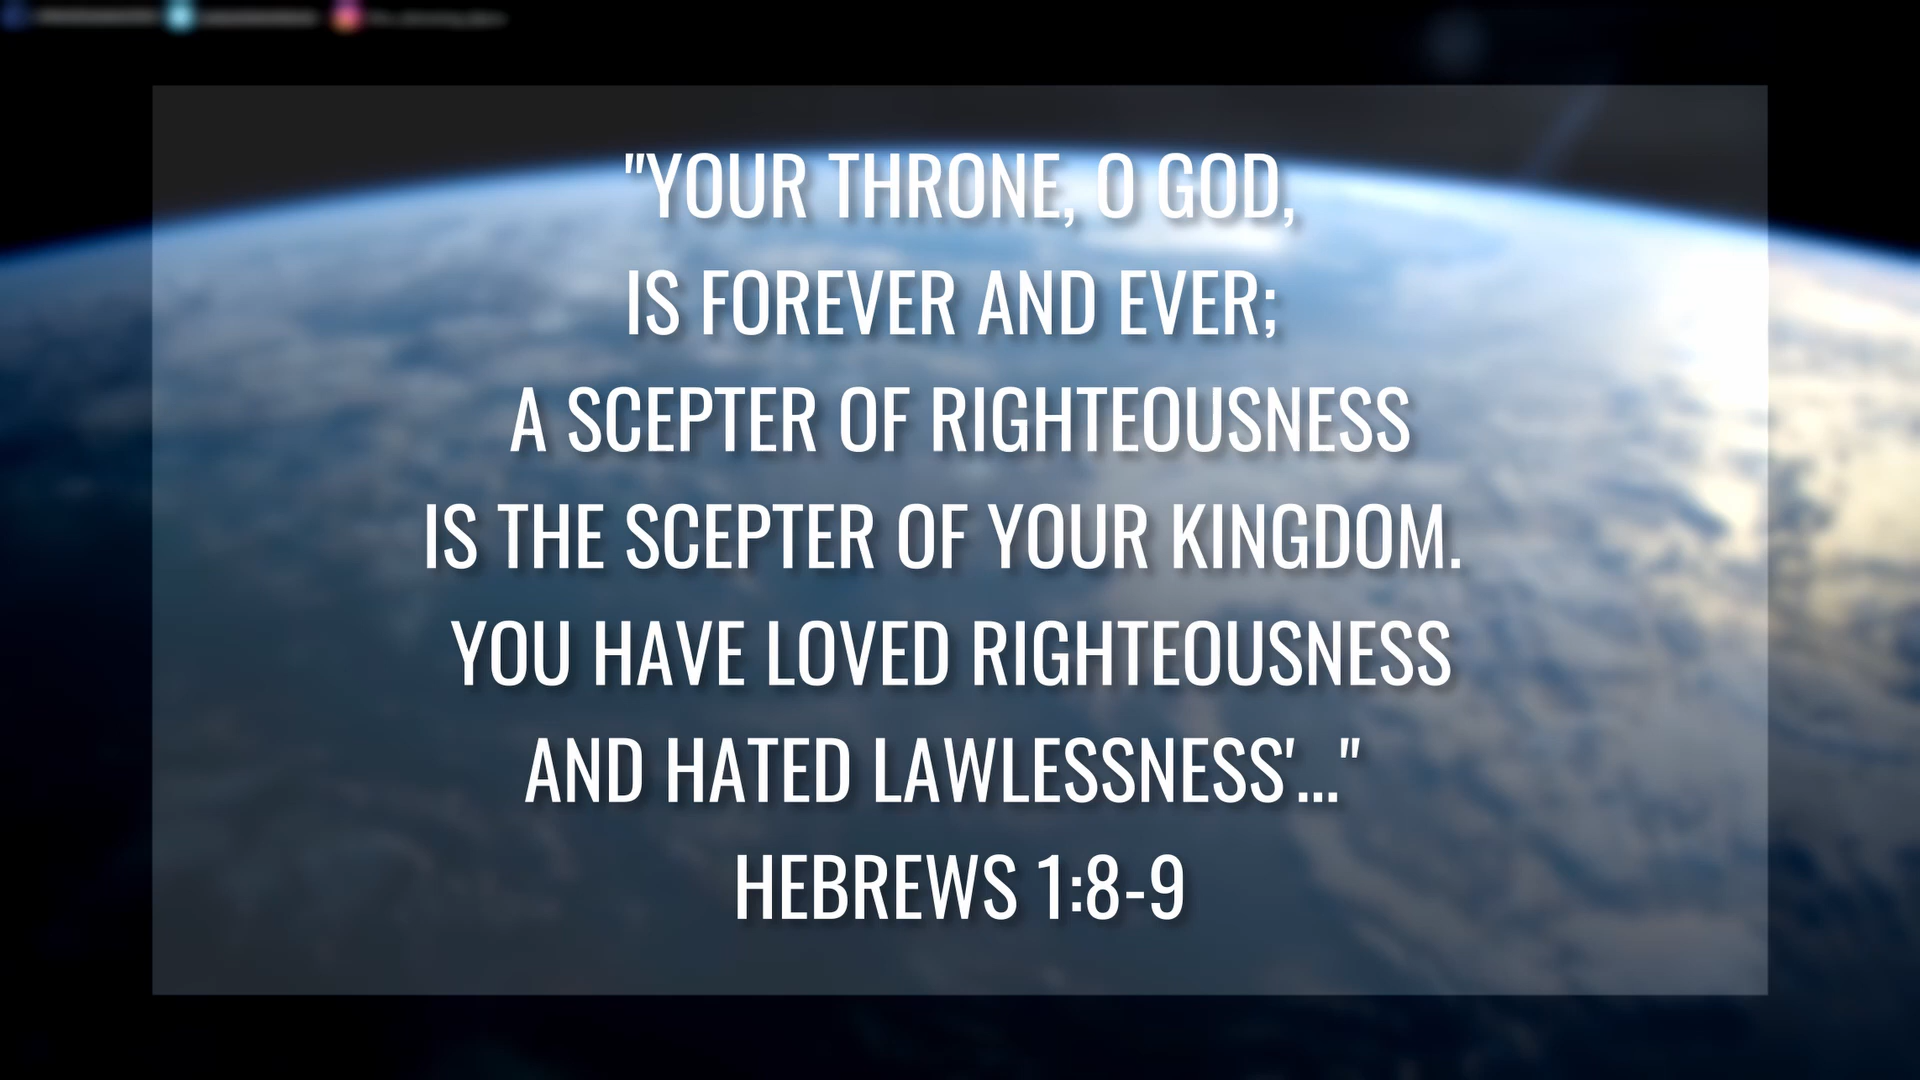 "YOUR THRONE, O GOD,
IS FOREVER AND EVER;
A SCEPTER OF RIGHTEOUSNESS
IS THE SCEPTER OF YOUR KINGDOM.
YOU HAVE LOVED RIGHTEOUSNESS
AND HATED LAWLESSNESS'..."
HEBREWS 1:8-9